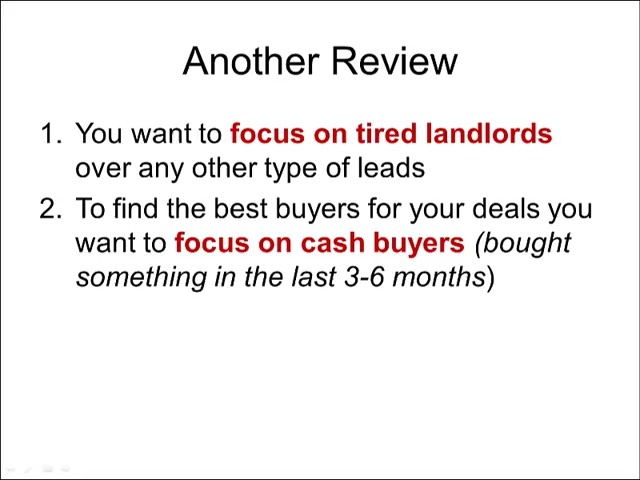 Another Review
1. You want to focus on tired landlords
over any other type of leads
2. To find the best buyers for your deals you
want to focus on cash buyers (bought
something in the last 3-6 months)